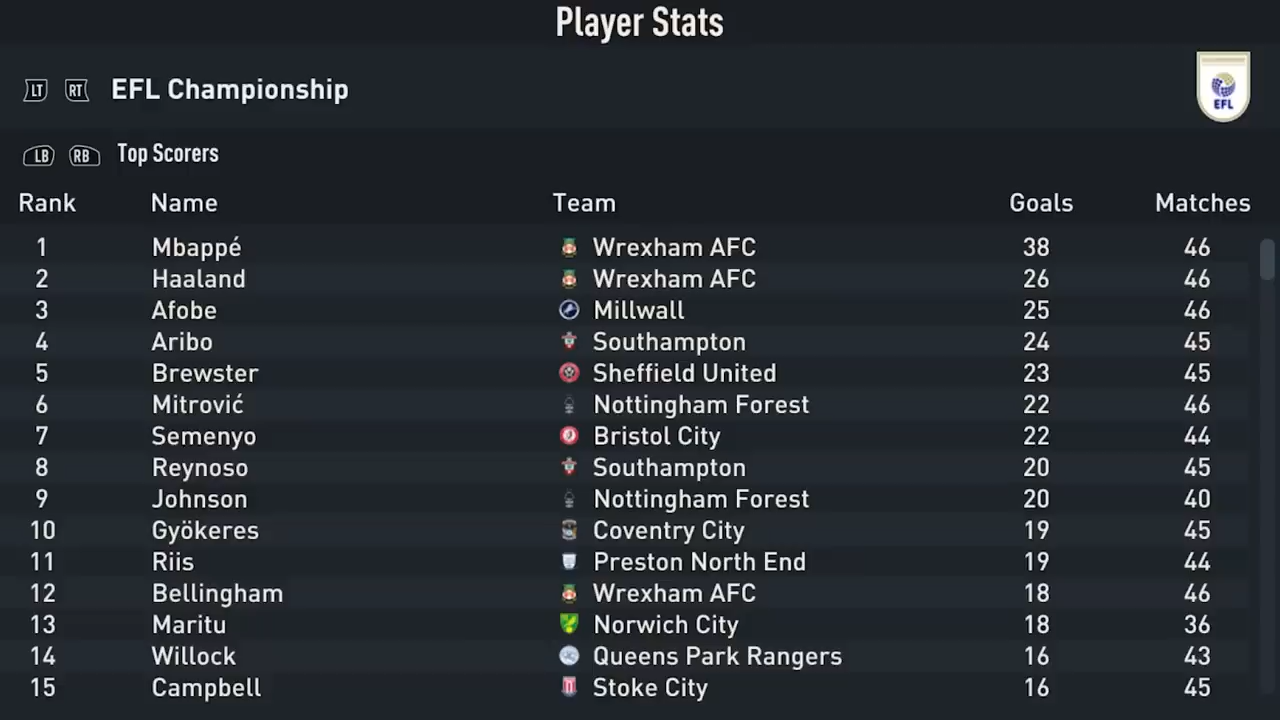 Player Stats
LT RT EFL Championship
EFL
LB RB Top Scorers
Rank Name Team Goals Matches
1 Mbappé Wrexham AFC 38 46
2 Haaland Wrexham AFC 26 46
3 Afobe Millwall 25 46
4 Aribo Southampton 24 45
5 Brewster Sheffield United 23 45
6 Mitrović Nottingham Forest 22 46
7 Semenyo Bristol City 22 44
8 Reynoso Southampton 20 45
9 Johnson Nottingham Forest 20 40
10 Gyökeres Coventry City 19 45
11 Riis Preston North End 19 44
12 Bellingham Wrexham AFC 18 46
13 Maritu Norwich City 18 36
14 Willock Queens Park Rangers 16 43
15 Campbell Stoke City 16 45